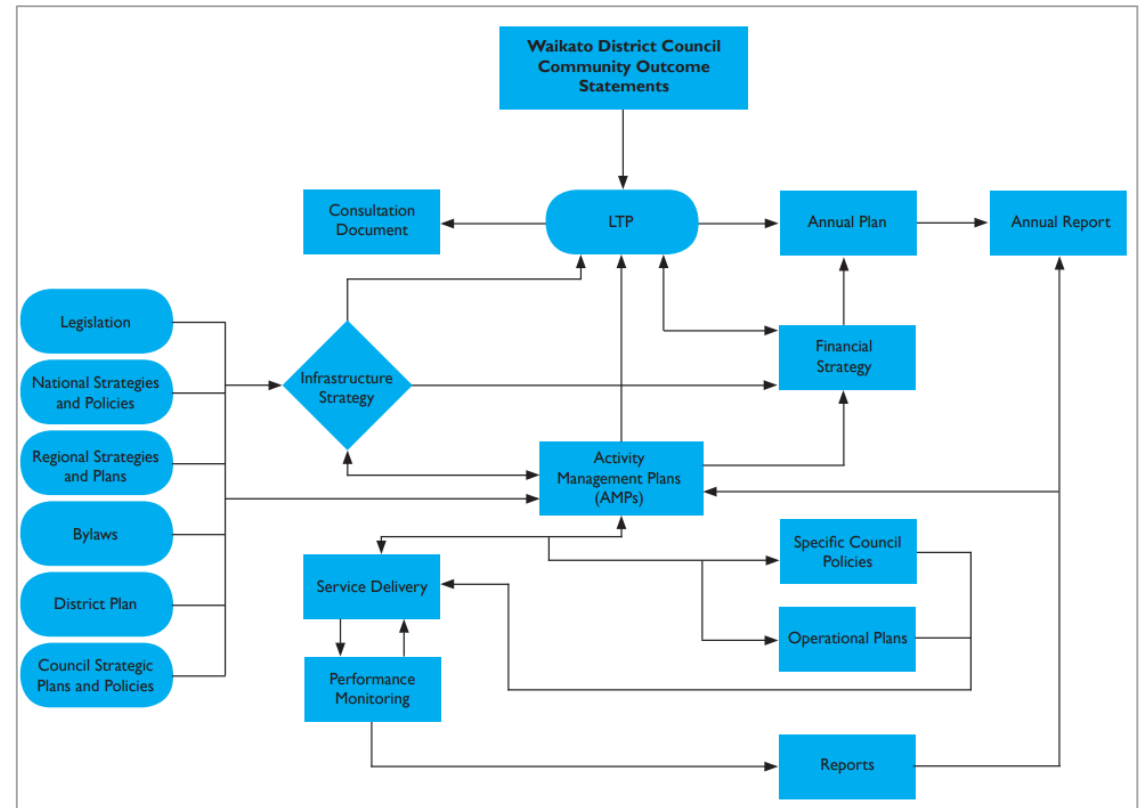 Waikato District Council
Community Outcome
Statements
Consultation
Document
LTP
Annual Plan
Annual Report
Legislation
National Strategies
and Policies
Regional Strategies
and Plans
Bylaws
District Plan
Council Strategic
Plans and Policies
Infrastructure
Strategy
Financial
Strategy
Activity
Management Plans
(AMPs)
Service Delivery
Specific Council
Policies
Operational Plans
Performance
Monitoring
Reports